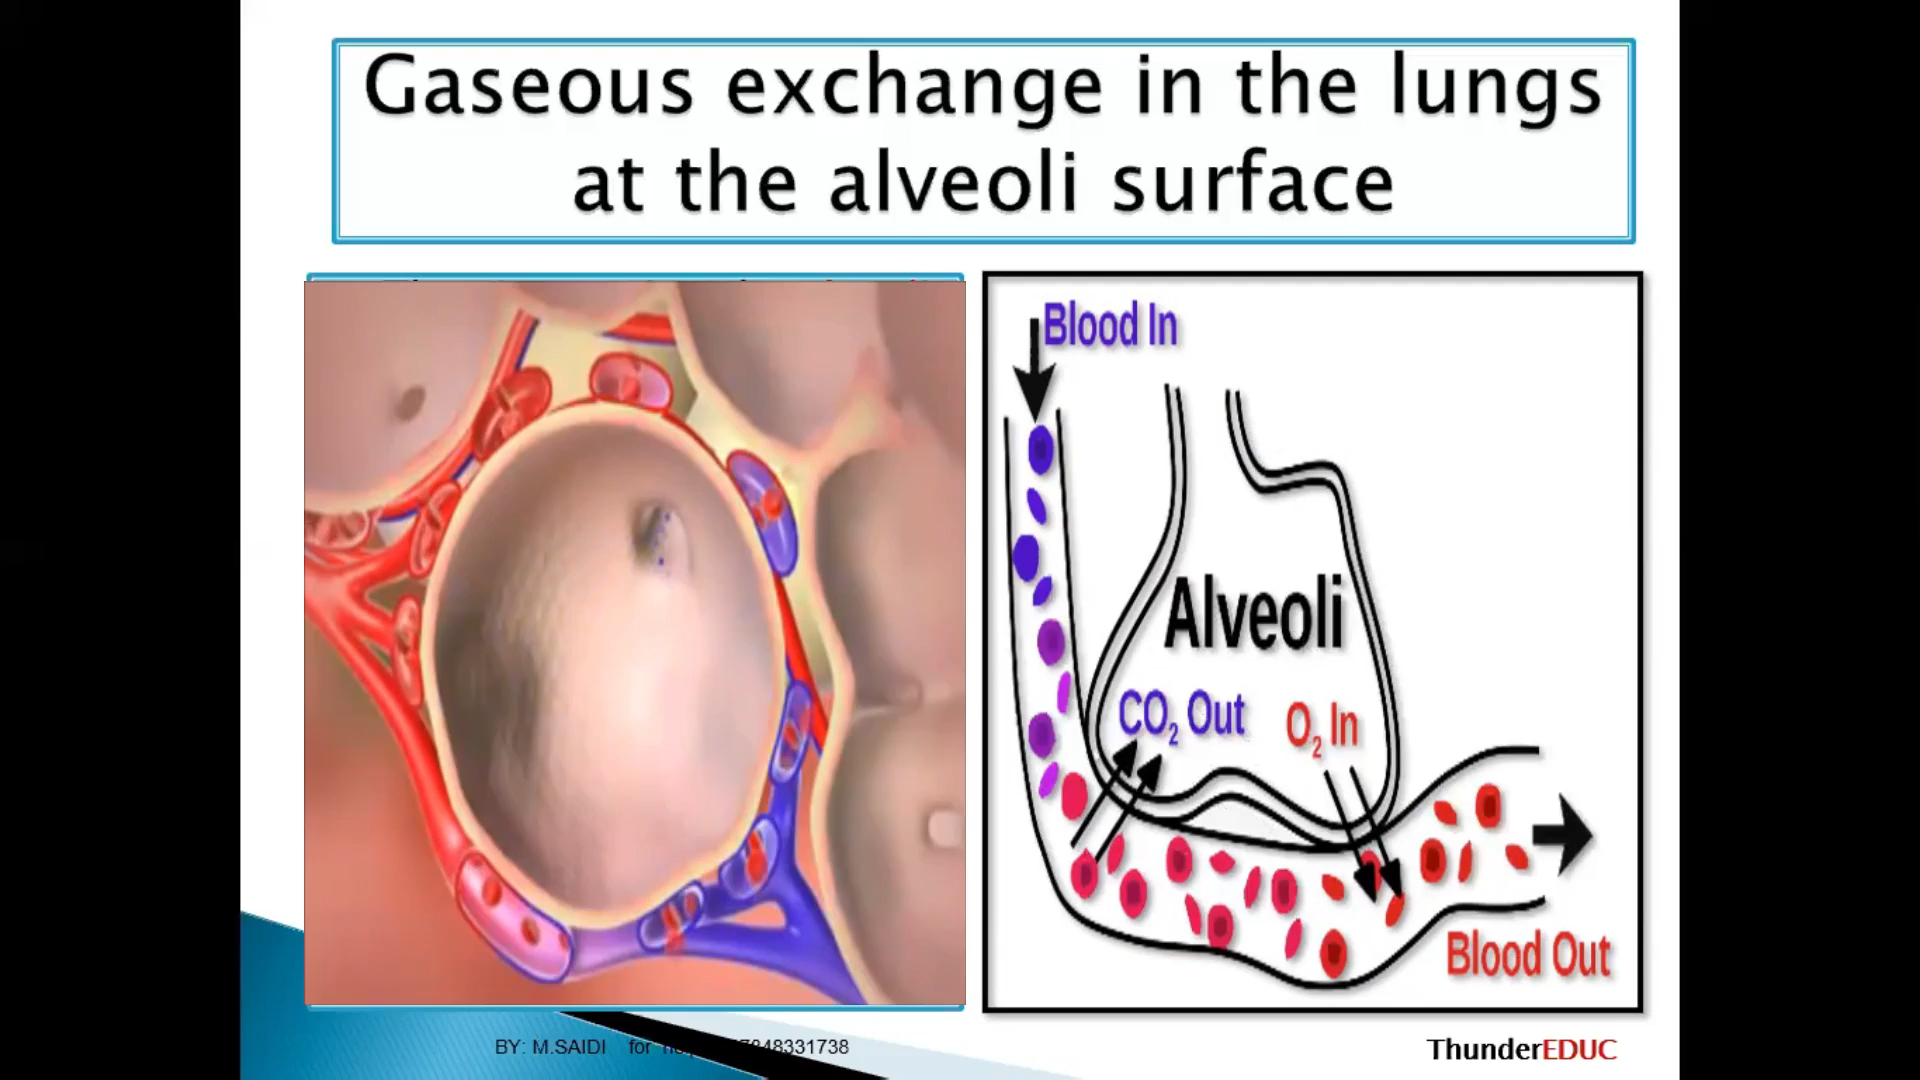 Gaseous exchange in the lungs
at the alveoli surface
Blood In
Alveoli
CO₂ Out
O₂ In
Blood Out
BY: M.SAIDI for
ThunderEDUC